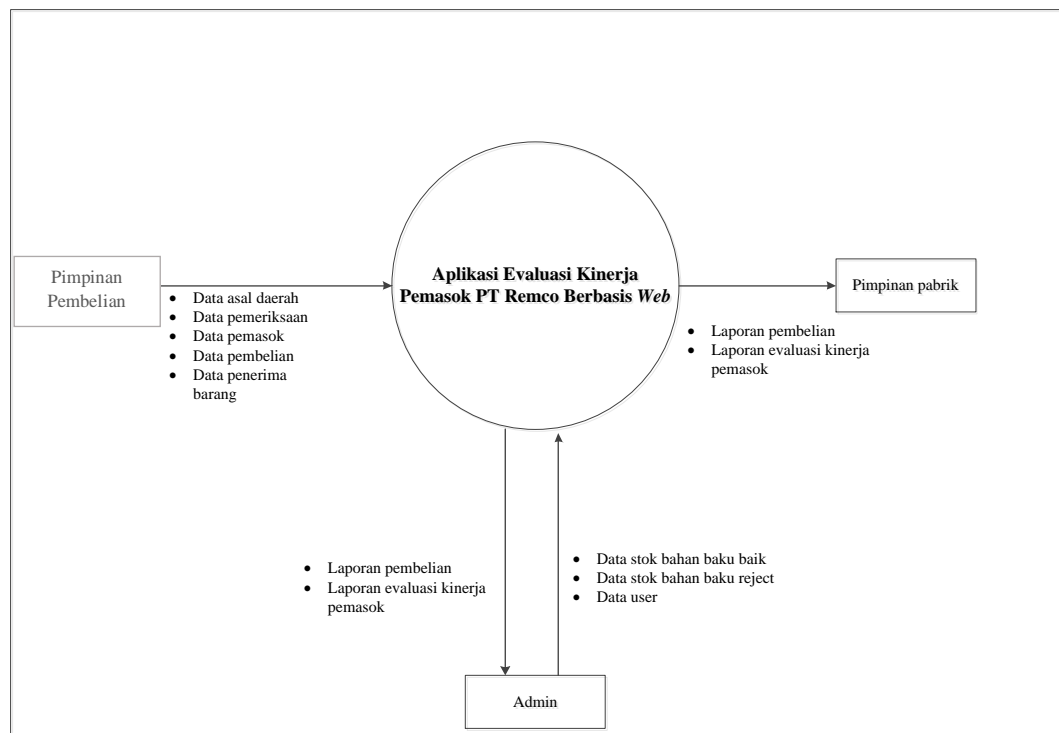 Aplikasi Evaluasi Kinerja
Pemasok PT Remco Berbasis Web
Pimpinan
Pembelian
• Data asal daerah
• Data pemeriksaan
• Data pemasok
• Data pembelian
• Data penerima
barang
Pimpinan pabrik
• Laporan pembelian
• Laporan evaluasi kinerja
pemasok
• Laporan pembelian
• Laporan evaluasi kinerja
pemasok
• Data stok bahan baku baik
• Data stok bahan baku reject
• Data user
Admin